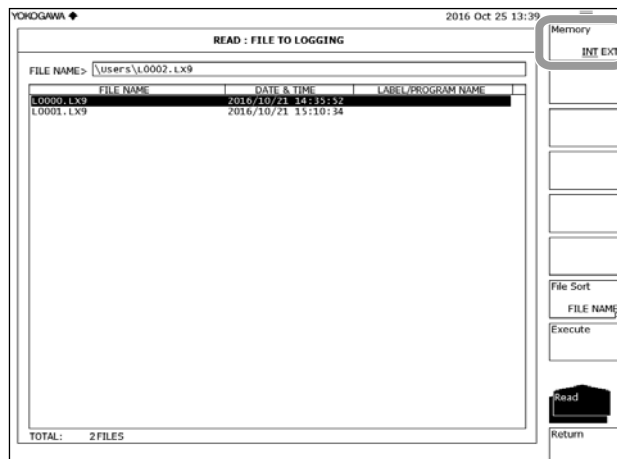 YOKOGAWA ◆ 2016 Oct 25 13:39
READ : FILE TO LOGGING
FILE NAME> \users\L0002.LX9
FILE NAME DATE & TIME LABEL/PROGRAM NAME
L0000.LX9 2016/10/21 14:35:52
L0001.LX9 2016/10/21 15:10:34
TOTAL: 2FILES
Memory
INT EXT
File Sort
FILE NAME
Execute
Read
Return